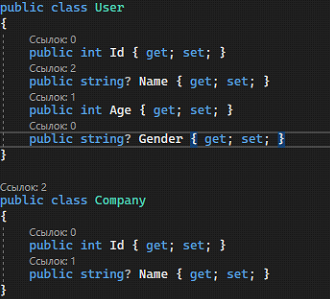 public class User
{
Ссылок: 0
public int Id { get; set; }
Ссылок: 2
public string? Name { get; set; }
Ссылок: 1
public int Age { get; set; }
Ссылок: 0
public string? Gender { get; set; }
}
Ссылок: 2
public class Company
{
Ссылок: 0
public int Id { get; set; }
Ссылок: 1
public string? Name { get; set; }
}